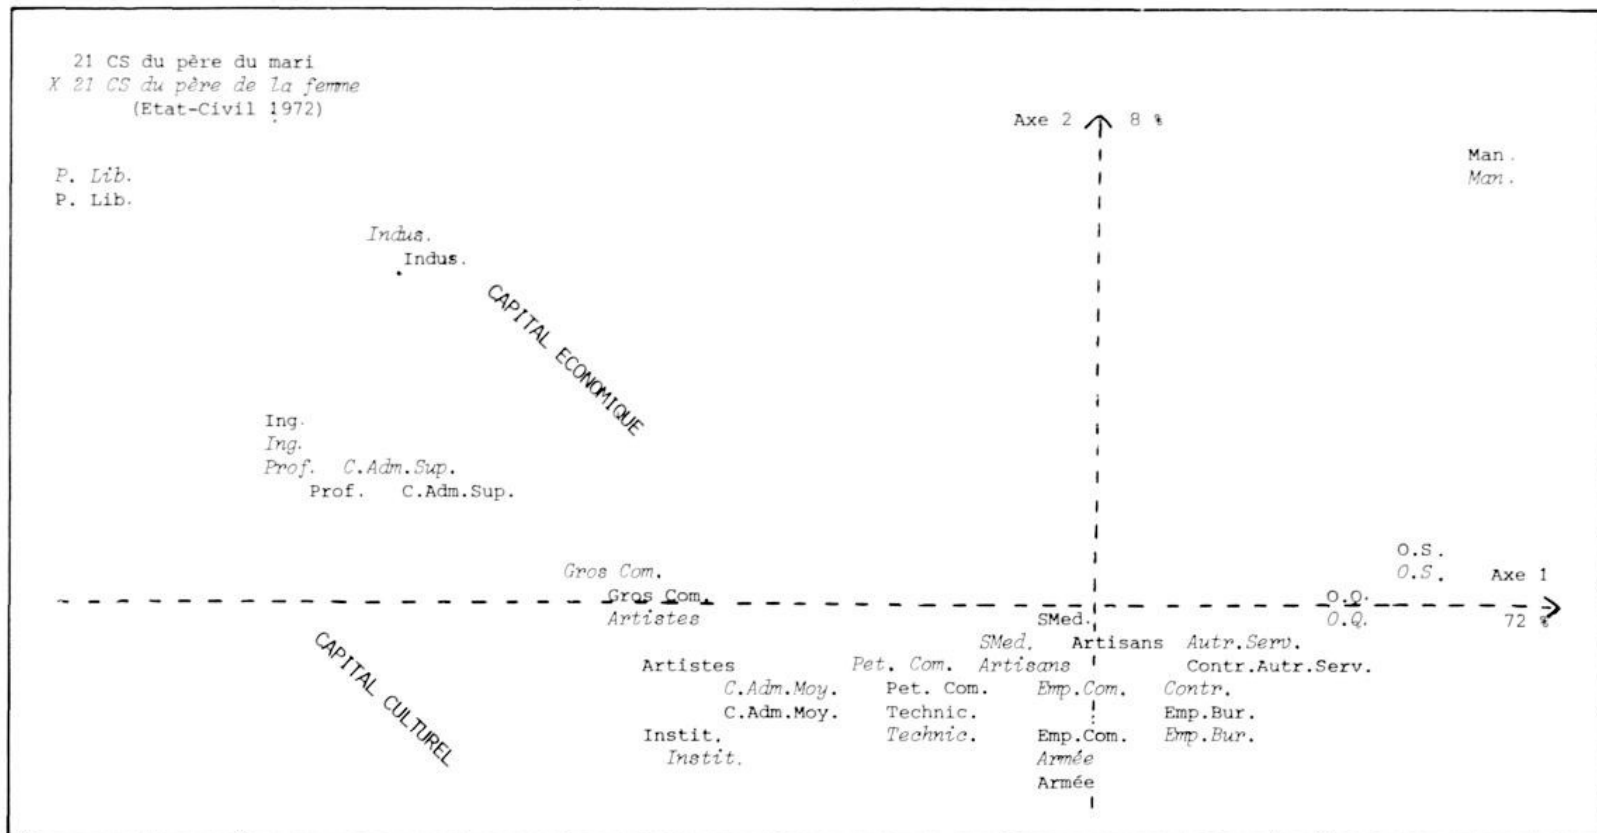 21 CS du père du mari
X 21 CS du père de la femme
(Etat-Civil 1972)
Axe 2 8 %
Man.
P. Lib. Man.
P. Lib.
Indus.
Indus.
CAPITAL ECONOMIQUE
Ing.
Ing.
Prof. C.Adm.Sup.
Prof. C.Adm.Sup.
O.S.
Gros Com. O.S. Axe 1
Gros Com. O.Q.
Artistes SMed. O.Q. 72 %
SMed. Artisans Autr.Serv.
CAPITAL CULTUREL
Artistes Pet. Com. Artisans Contr.Autr.Serv.
C.Adm.Moy. Pet. Com. Emp.Com. Contr.
C.Adm.Moy. Technic. Emp.Bur.
Instit. Technic. Emp.Com. Emp.Bur.
Instit. Armée
Armée